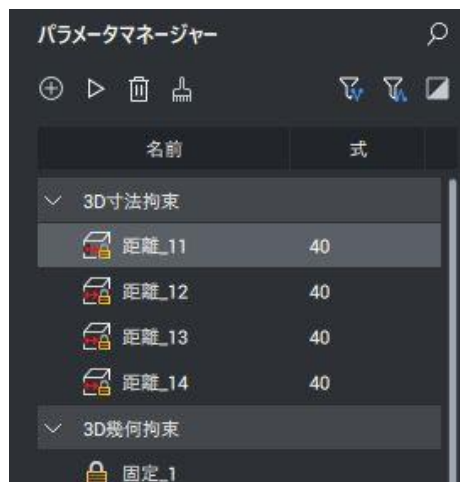 パラメータマネージャー
名前 式
3D寸法拘束
距離_11 40
距離_12 40
距離_13 40
距離_14 40
3D幾何拘束
固定_1